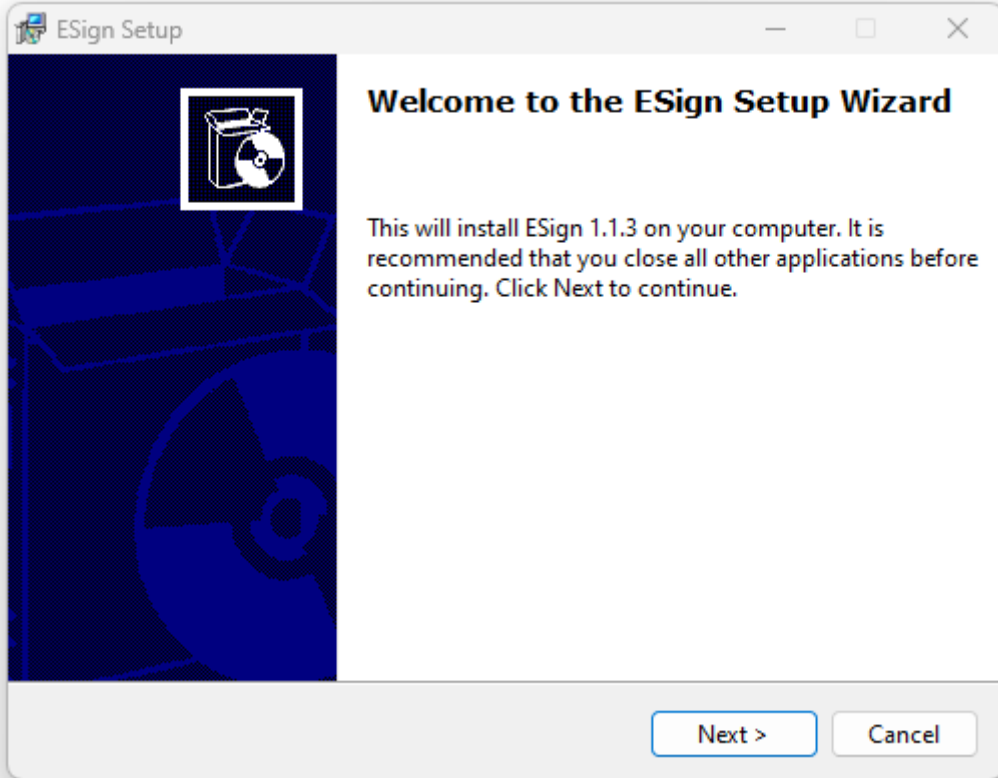 ESign Setup
Welcome to the ESign Setup Wizard
This will install ESign 1.1.3 on your computer. It is
recommended that you close all other applications before
continuing. Click Next to continue.
Next >
Cancel